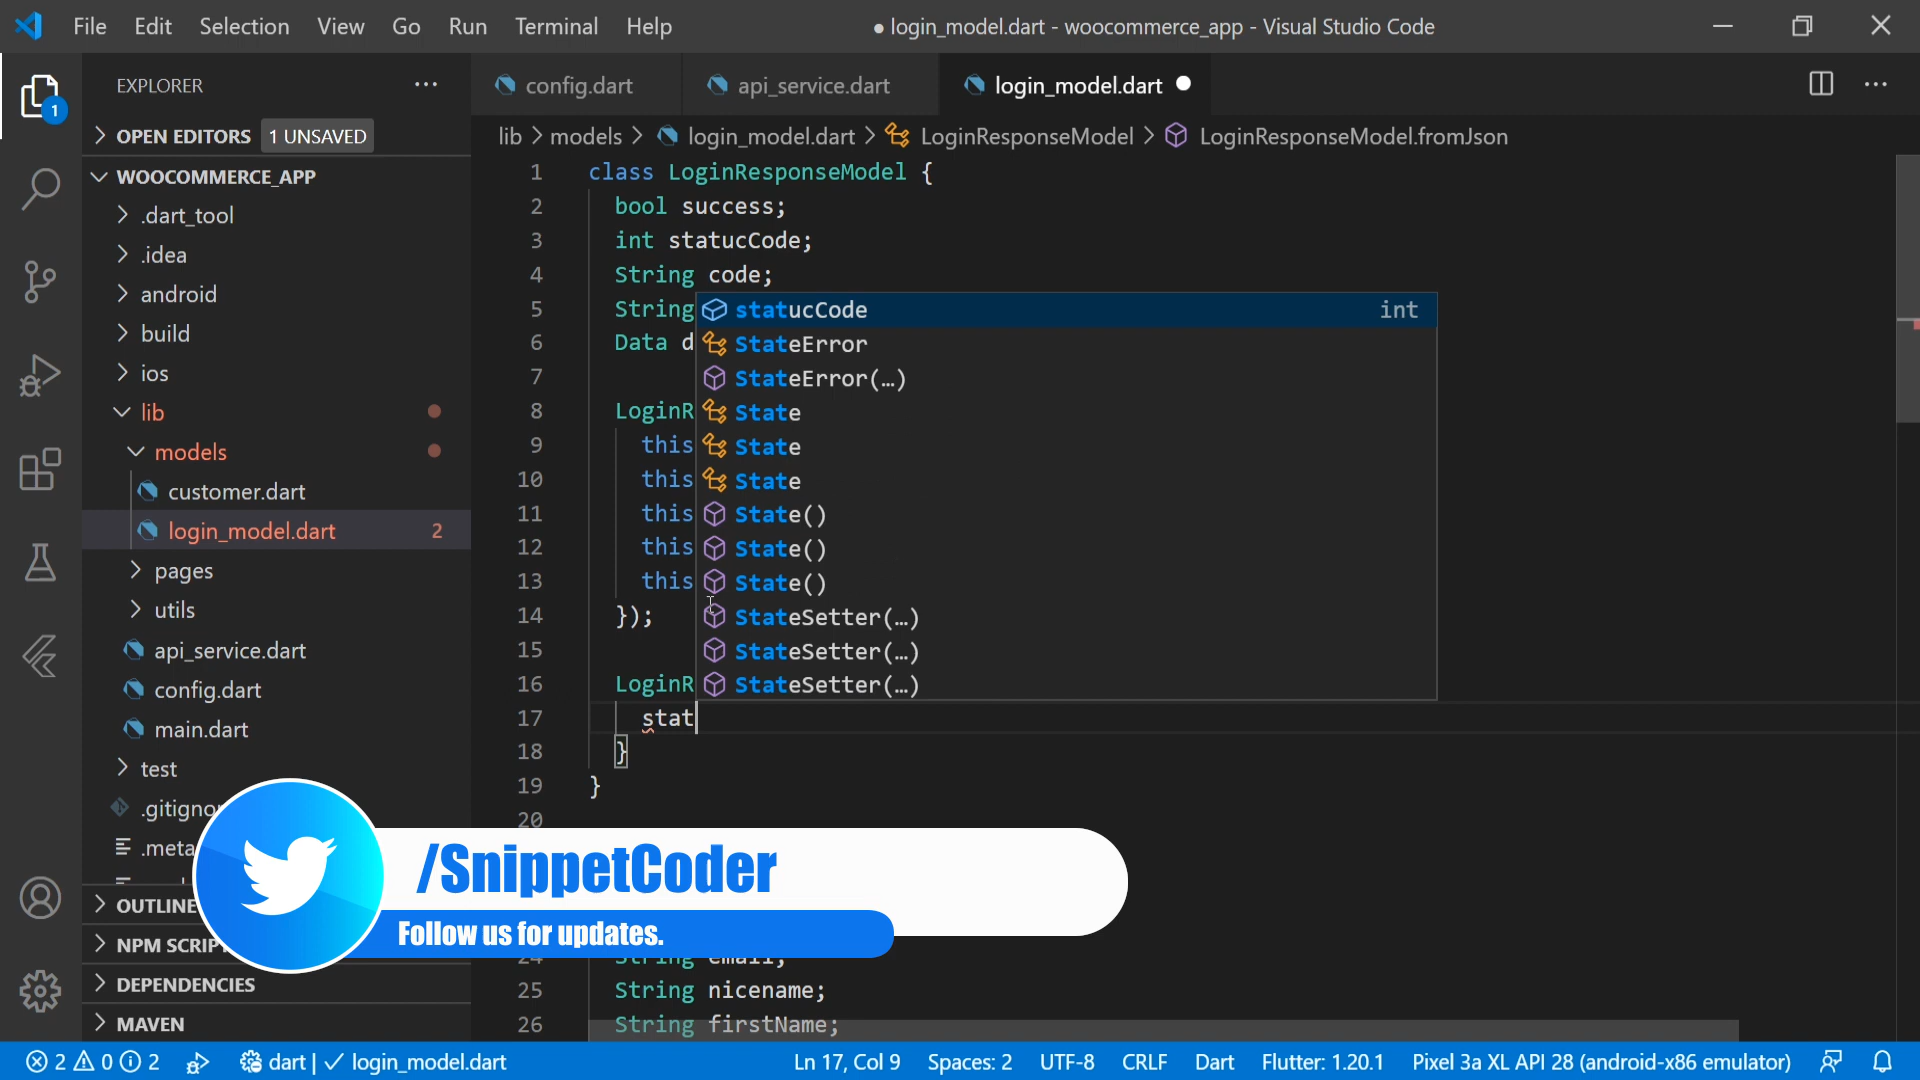 File Edit Selection View Go Run Terminal Help
● login_model.dart - woocommerce_app - Visual Studio Code
EXPLORER
1
OPEN EDITORS 1 UNSAVED
WOOCOMMERCE_APP
.dart_tool
.idea
android
build
ios
lib
models
customer.dart
login_model.dart 2
pages
utils
api_service.dart
config.dart
main.dart
test
.gitigno
.meta
OUTLINE
NPM SCRIP
DEPENDENCIES
MAVEN
config.dart api_service.dart login_model.dart
lib > models > login_model.dart > LoginResponseModel > LoginResponseModel.fromJson
1 class LoginResponseModel {
2 bool success;
3 int statucCode;
4 String code;
5 String
6 Data d
7
8 LoginR
9 this
10 this
11 this
12 this
13 this
14 });
15
16 LoginR
17 stat
18 }
19 }
20
24 String email;
25 String nicename;
26 String firstName;
statucCode int
StateError
StateError(…)
State
State
State
State()
State()
State()
StateSetter(…)
StateSetter(…)
StateSetter(…)
/SnippetCoder
Follow us for updates.
2 0 2 dart | ✓ login_model.dart
Ln 17, Col 9 Spaces: 2 UTF-8 CRLF Dart Flutter: 1.20.1 Pixel 3a XL API 28 (android-x86 emulator)